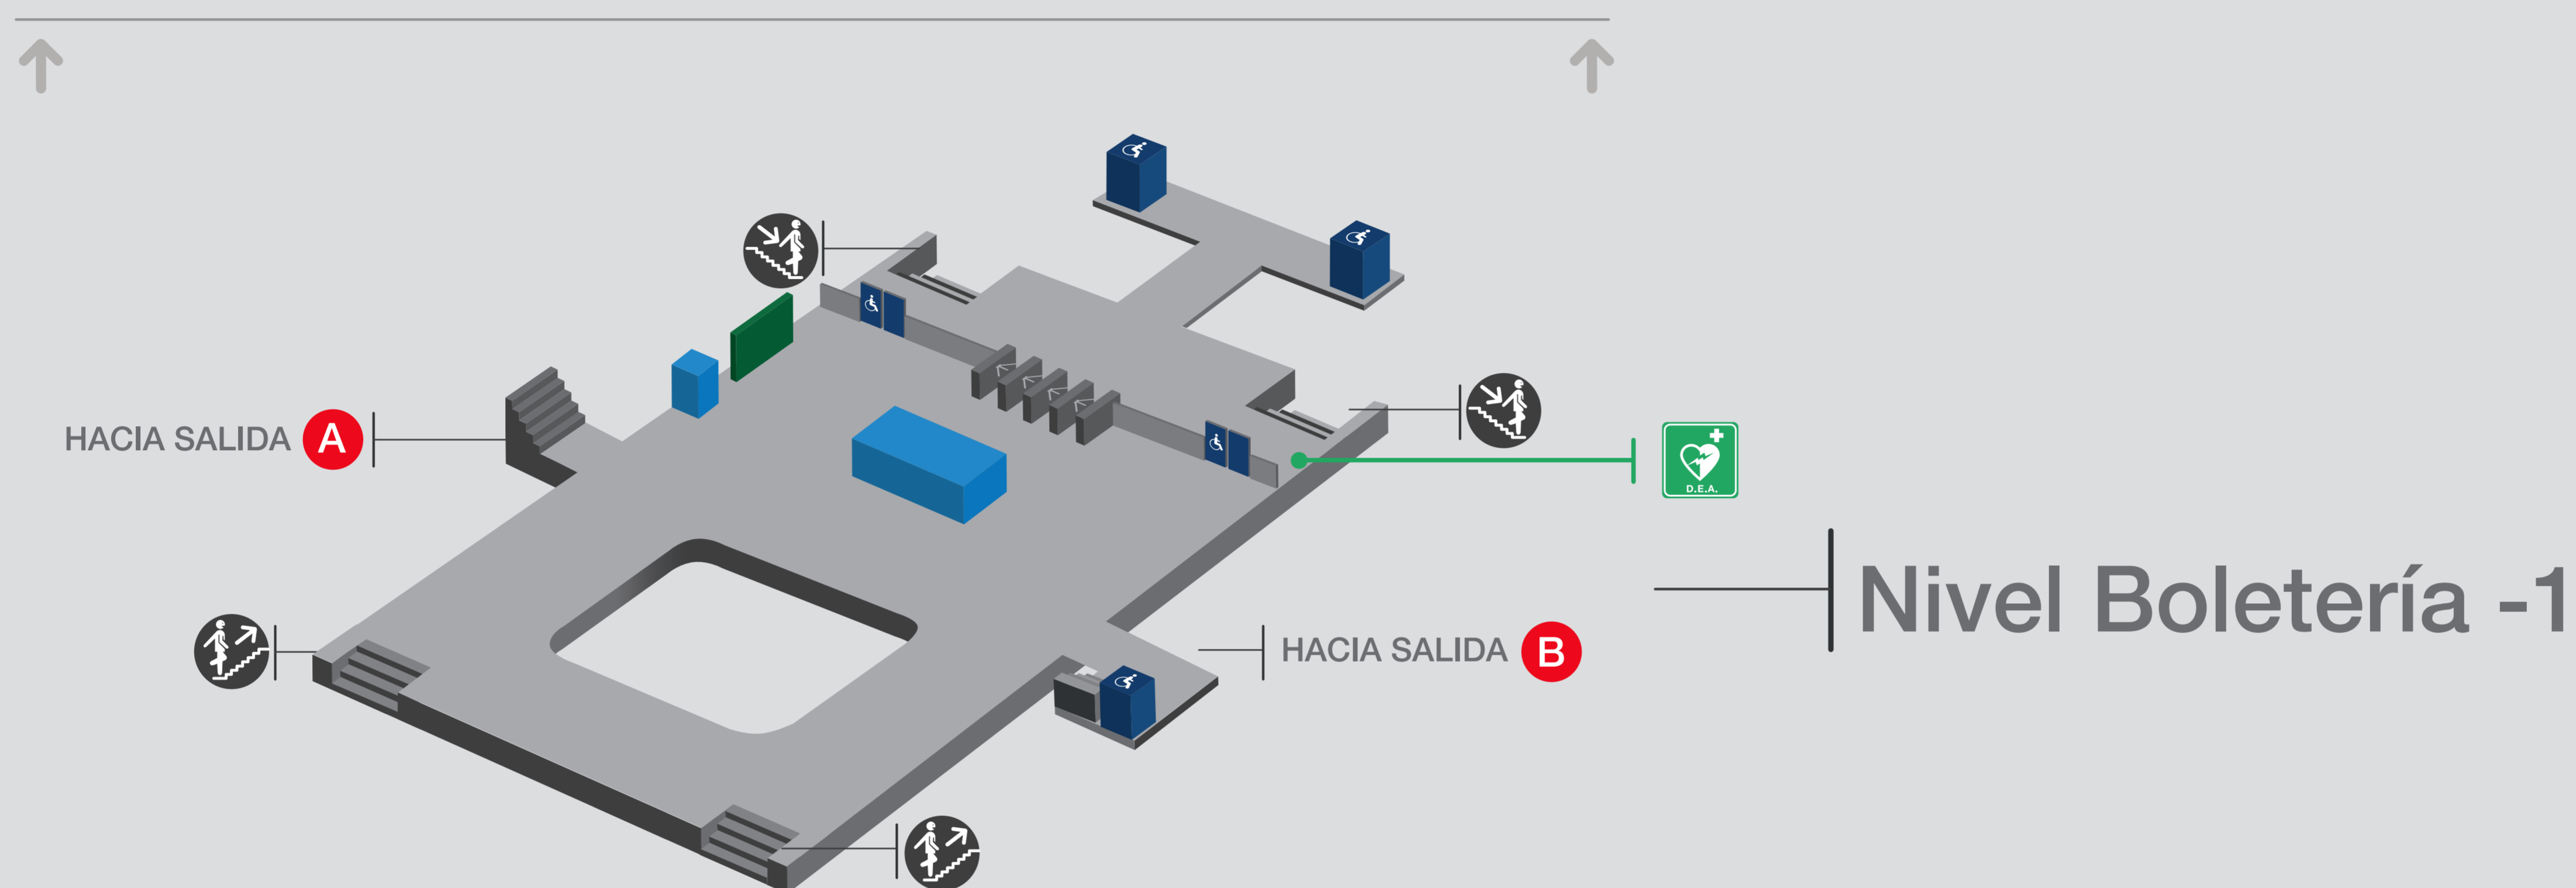 HACIA SALIDA A
D.E.A.
Nivel Boletería -1
HACIA SALIDA B